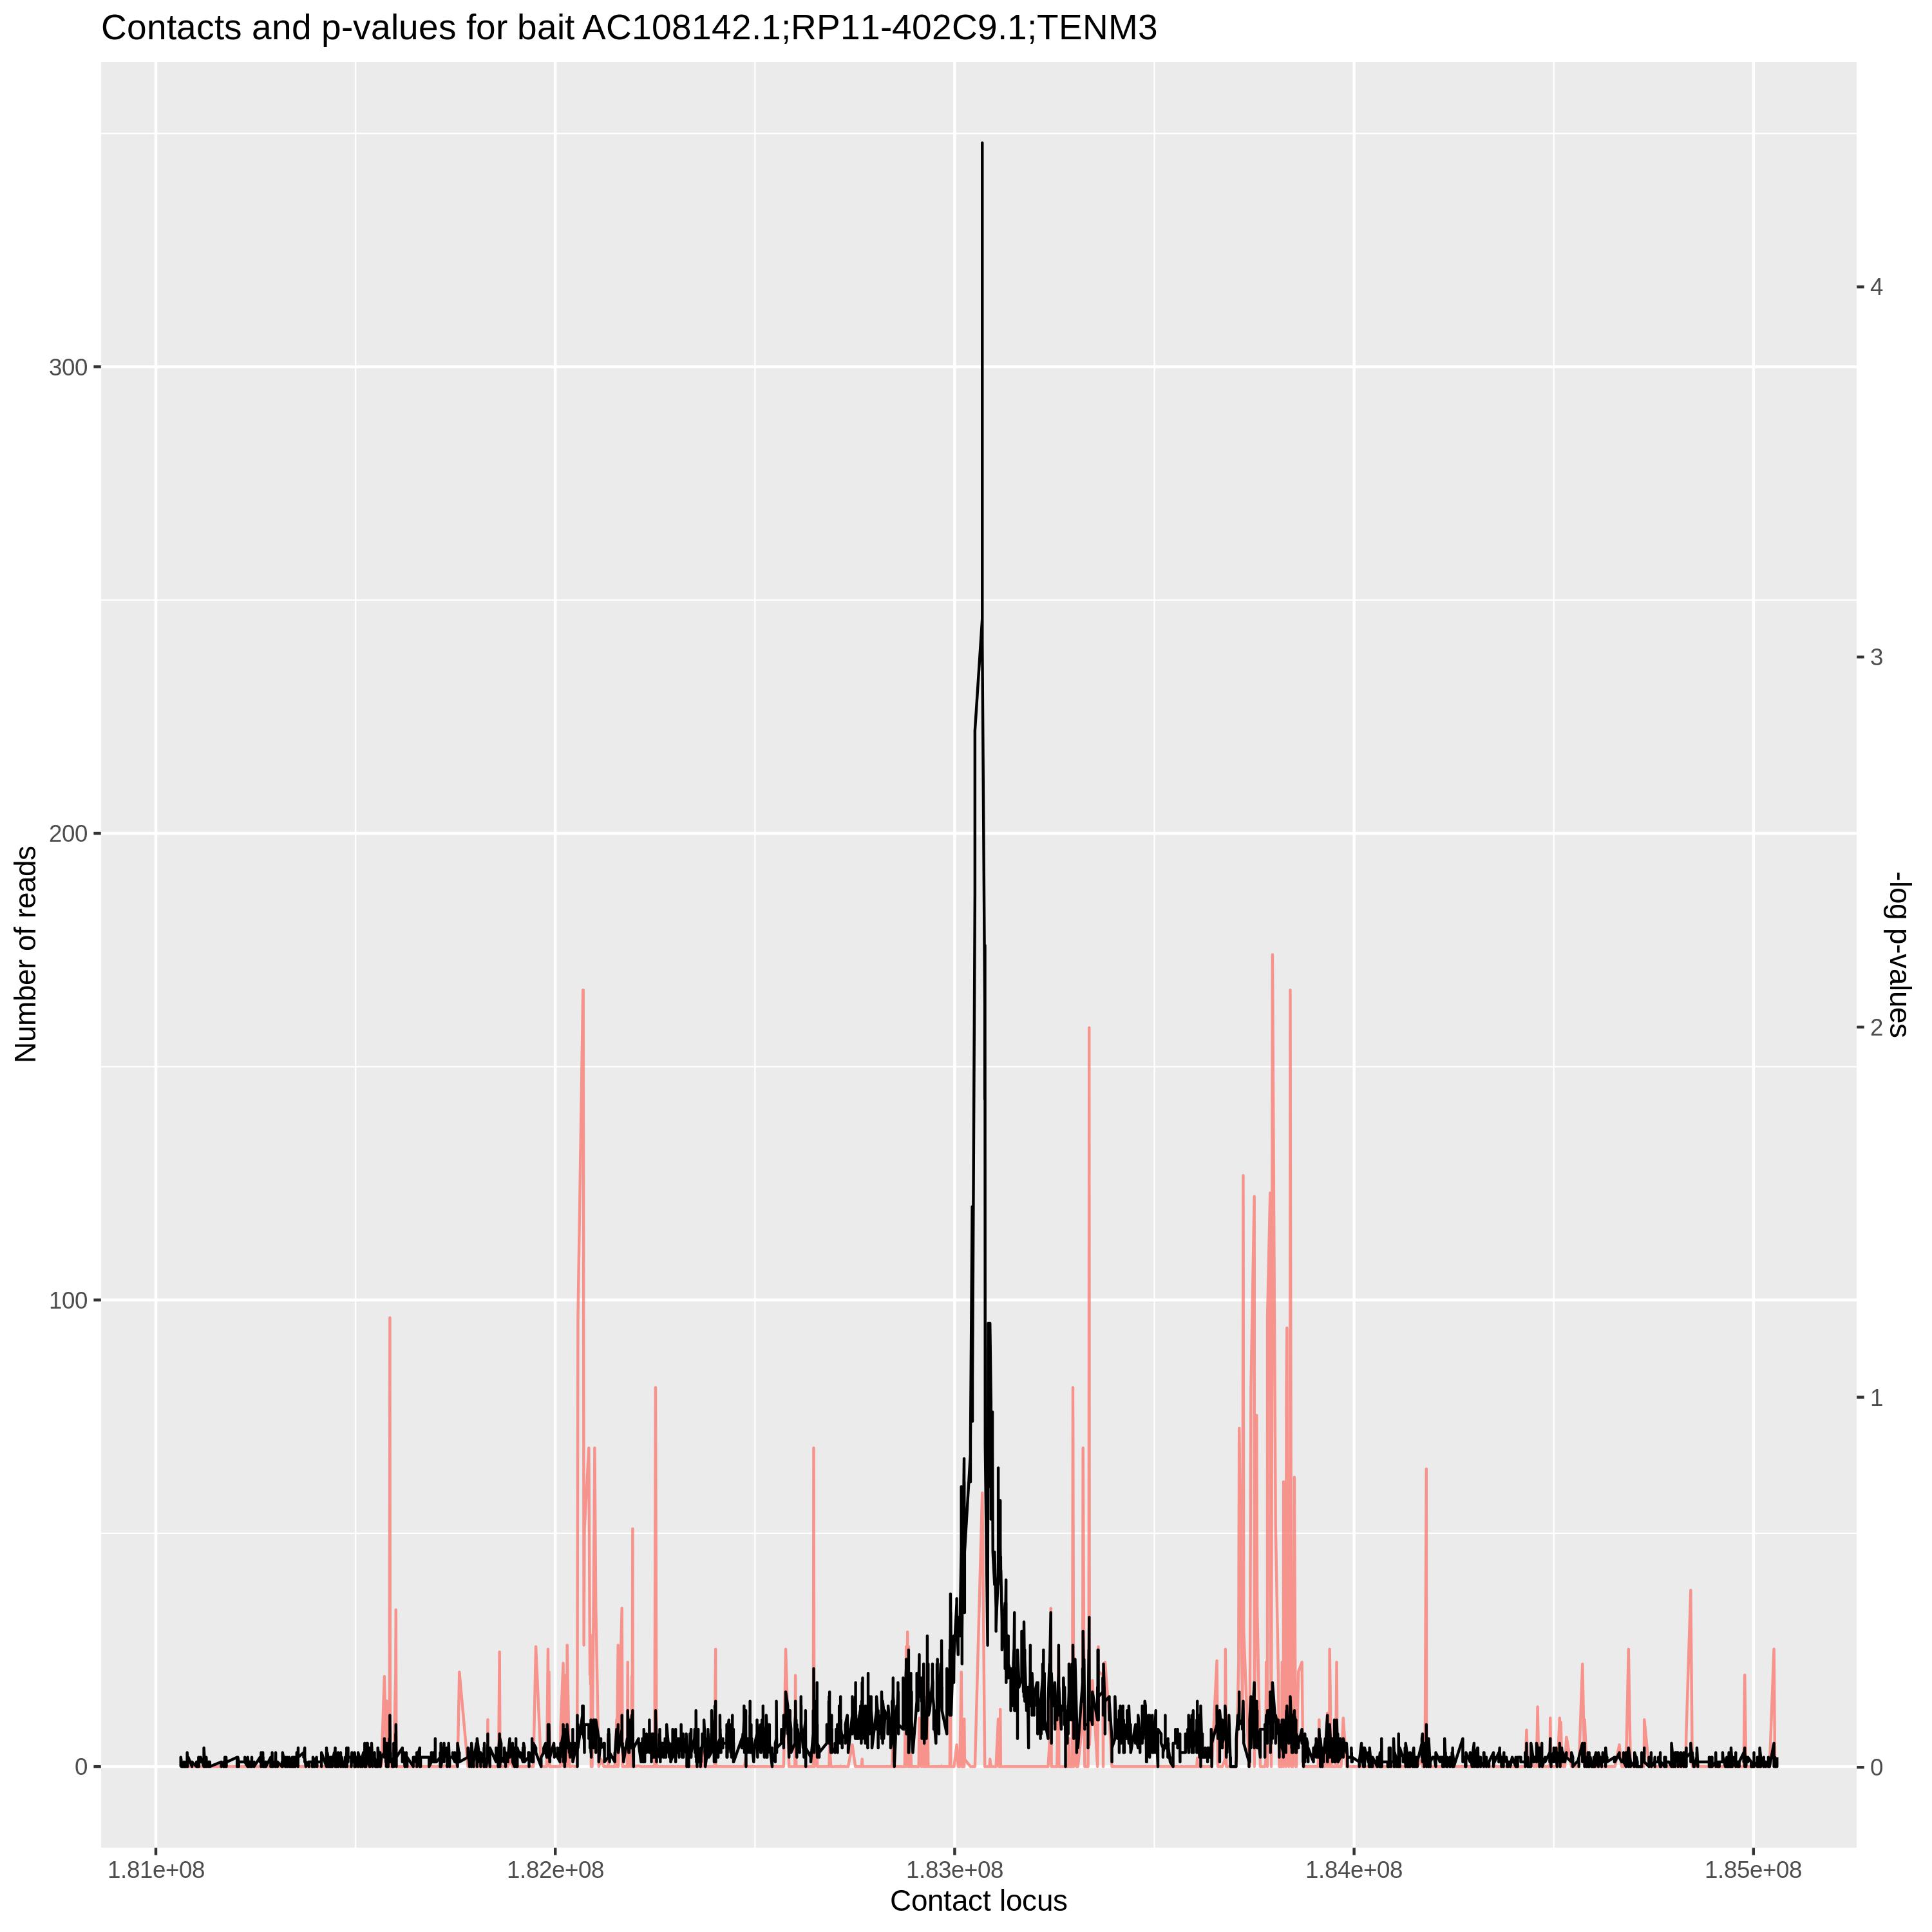 Contacts and p-values for bait AC108142.1;RP11-402C9.1;TENM3
300
200
100
0
Number of reads
4
3
2
1
0
-log p-values
1.81e+08
1.82e+08
1.83e+08
1.84e+08
1.85e+08
Contact locus